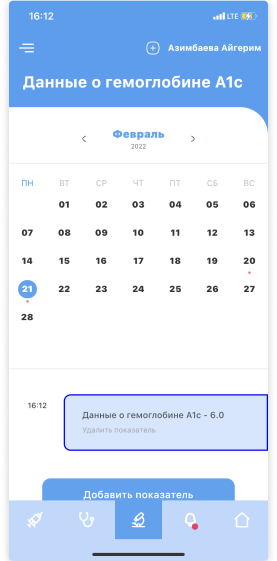 16:12 LTE
Азимбаева Айгерим
Данные о гемоглобине A1c
Февраль
2022
ПН ВТ СР ЧТ ПТ СБ ВС
01 02 03 04 05 06
07 08 09 10 11 12 13
14 15 16 17 18 19 20
21 22 23 24 25 26 27
28
16:12
Данные о гемоглобине A1c - 6.0
Удалить показатель
Добавить показатель